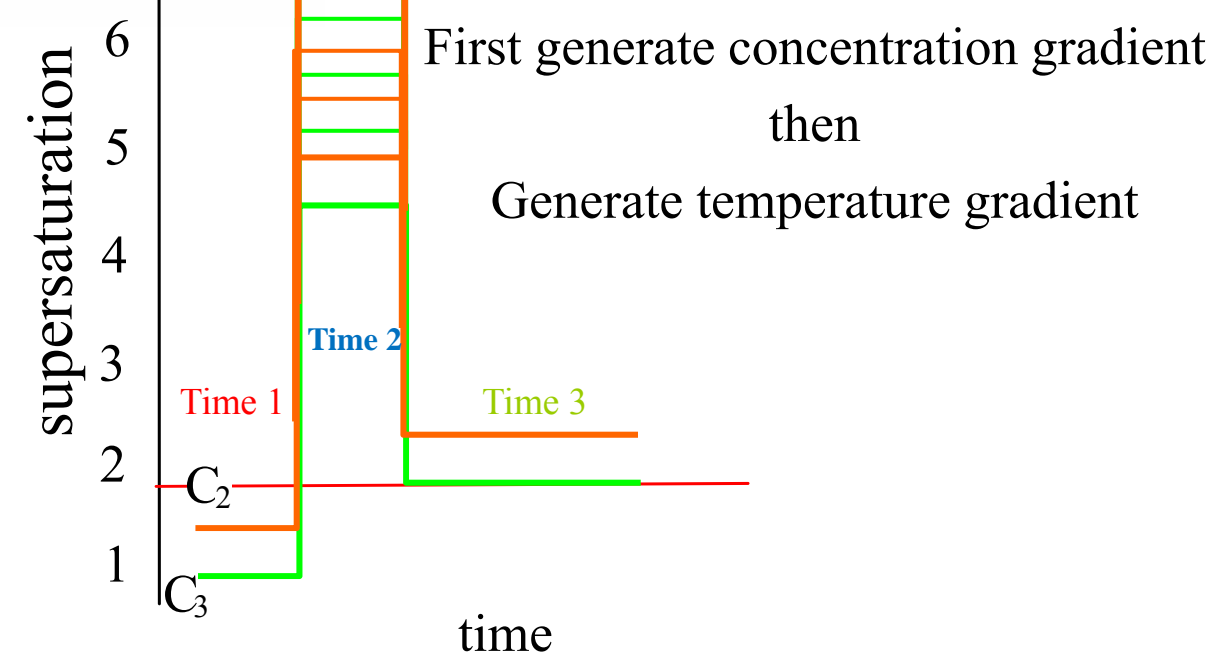 6
First generate concentration gradient
then
5
Generate temperature gradient
supersaturation
4
Time 2
3
Time 1
Time 3
2
C₂
1
C₃
time